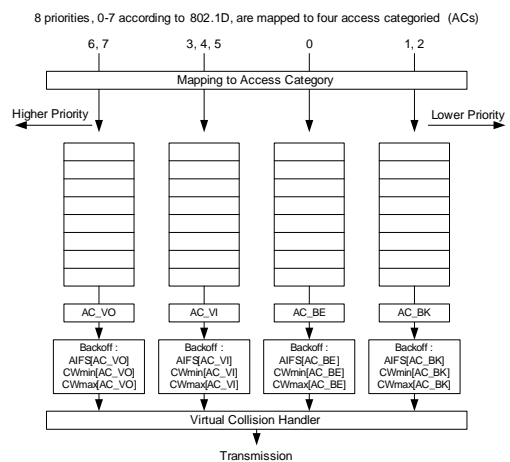 8 priorities, 0-7 according to 802.1D, are mapped to four access categoried (ACs)
6, 7
3, 4, 5
0
1, 2
Mapping to Access Category
Higher Priority
Lower Priority
AC_VO
AC_VI
AC_BE
AC_BK
Backoff :
AIFS[AC_VO]
CWmin[AC_VO]
CWmax[AC_VO]
Backoff :
AIFS[AC_VI]
CWmin[AC_VI]
CWmax[AC_VI]
Backoff :
AIFS[AC_BE]
CWmin[AC_BE]
CWmax[AC_BE]
Backoff :
AIFS[AC_BK]
CWmin[AC_BK]
CWmax[AC_BK]
Virtual Collision Handler
Transmission